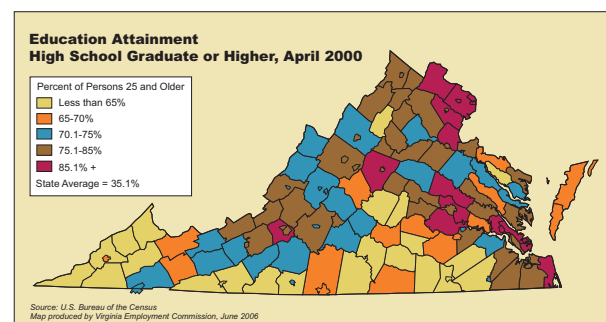 Education Attainment
High School Graduate or Higher, April 2000
Percent of Persons 25 and Older
Less than 65%
65-70%
70.1-75%
75.1-85%
85.1% +
State Average = 35.1%
Source: U.S. Bureau of the Census
Map produced by Virginia Employment Commission, June 2006